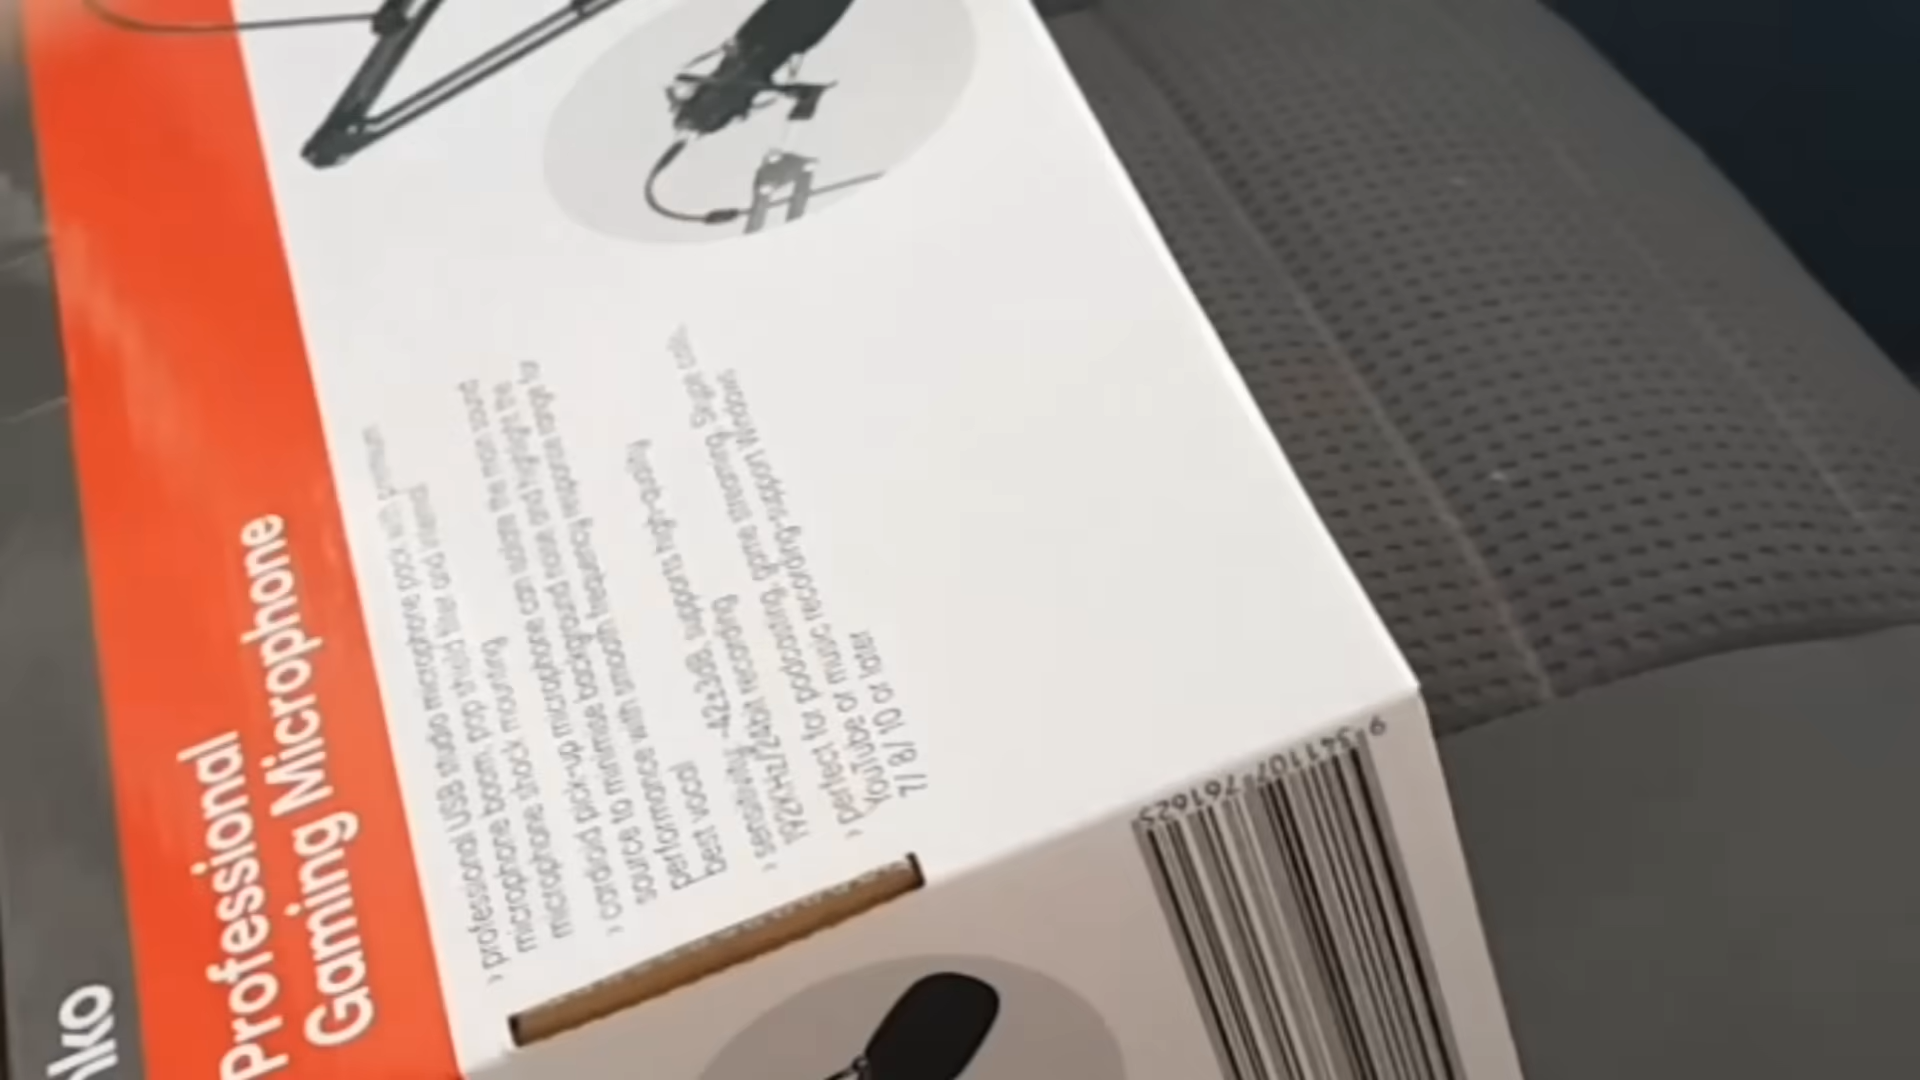 nko
Professional
Gaming Microphone
› professional USB studio microphone pack with premium
microphone boom, pop shield filter and internal
microphone shock mounting
› cardioid pick-up microphone can isolate the main sound
source to minimise background noise and highlight the
performance with smooth frequency response range for
best vocal
› sensitivity -42±3dB, supports high-quality
192KHz/24bit recording
› perfect for podcasting, game streaming, Skype calls,
YouTube or music recording-support Windows
7/ 8/ 10 or later
9 341107 761625